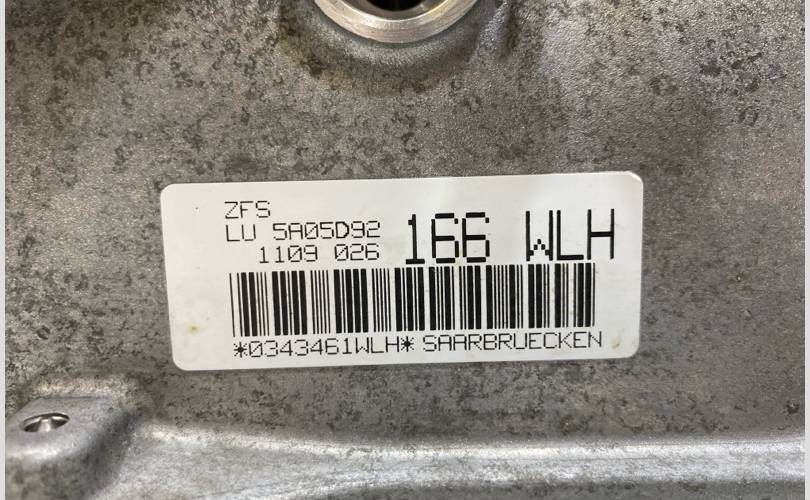 ZFS
LU 5A05D92
1109 026 166 WLH
*0343461WLH* SAARBRUECKEN